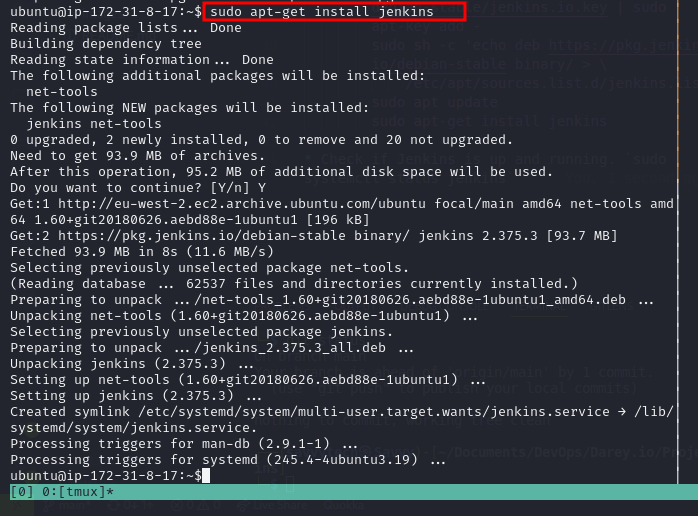 ubuntu@ip-172-31-8-17:~$ sudo apt-get install jenkins
Reading package lists... Done
Building dependency tree
Reading state information... Done
The following additional packages will be installed:
  net-tools
The following NEW packages will be installed:
  jenkins net-tools
0 upgraded, 2 newly installed, 0 to remove and 20 not upgraded.
Need to get 93.9 MB of archives.
After this operation, 95.2 MB of additional disk space will be used.
Do you want to continue? [Y/n] Y
Get:1 http://eu-west-2.ec2.archive.ubuntu.com/ubuntu focal/main amd64 net-tools amd
64 1.60+git20180626.aebd88e-1ubuntu1 [196 kB]
Get:2 https://pkg.jenkins.io/debian-stable binary/ jenkins 2.375.3 [93.7 MB]
Fetched 93.9 MB in 8s (11.6 MB/s)
Selecting previously unselected package net-tools.
(Reading database ... 62537 files and directories currently installed.)
Preparing to unpack .../net-tools_1.60+git20180626.aebd88e-1ubuntu1_amd64.deb ...
Unpacking net-tools (1.60+git20180626.aebd88e-1ubuntu1) ...
Selecting previously unselected package jenkins.
Preparing to unpack .../jenkins_2.375.3_all.deb ...
Unpacking jenkins (2.375.3) ...
Setting up net-tools (1.60+git20180626.aebd88e-1ubuntu1) ...
Setting up jenkins (2.375.3) ...
Created symlink /etc/systemd/system/multi-user.target.wants/jenkins.service → /lib/
systemd/system/jenkins.service.
Processing triggers for man-db (2.9.1-1) ...
Processing triggers for systemd (245.4-4ubuntu3.19) ...
ubuntu@ip-172-31-8-17:~$
[0] 0:[tmux]*